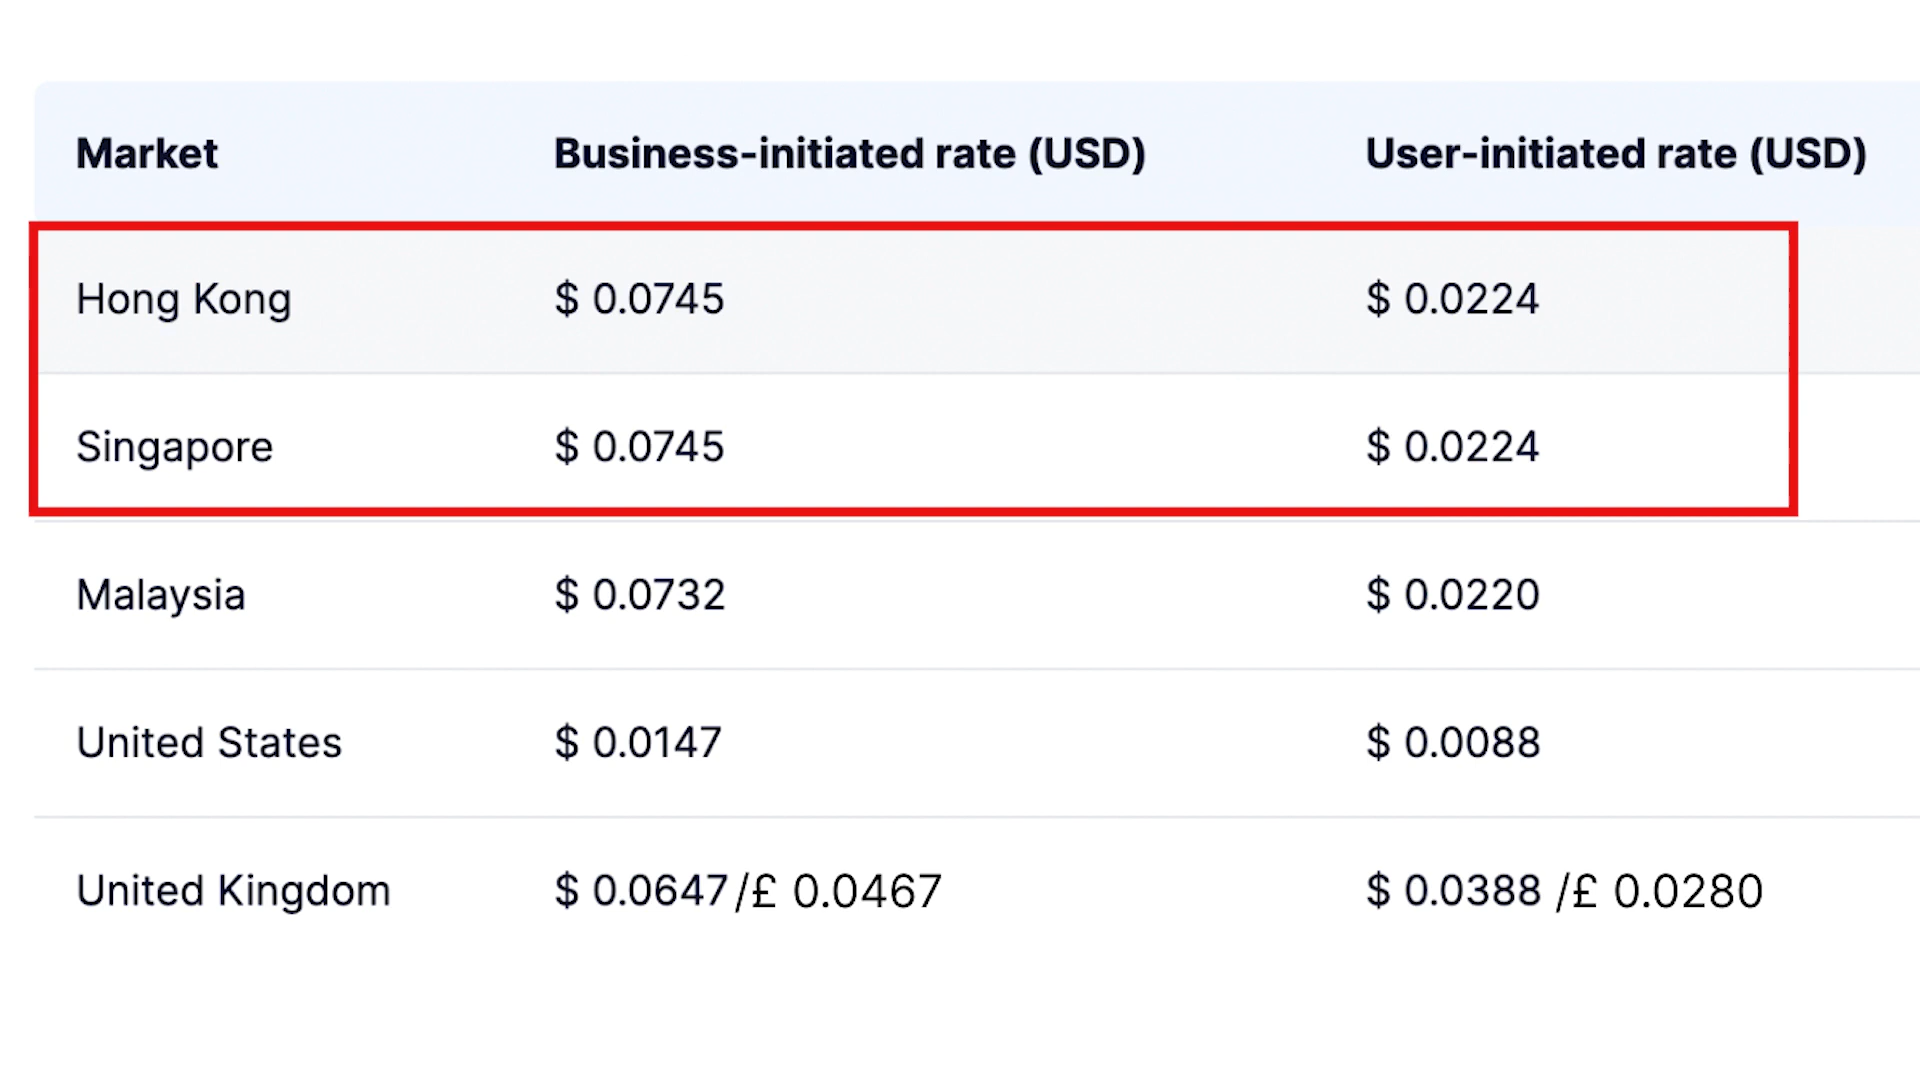 Market Business-initiated rate (USD) User-initiated rate (USD)
Hong Kong $ 0.0745 $ 0.0224
Singapore $ 0.0745 $ 0.0224
Malaysia $ 0.0732 $ 0.0220
United States $ 0.0147 $ 0.0088
United Kingdom $ 0.0647 /£ 0.0467 $ 0.0388 /£ 0.0280